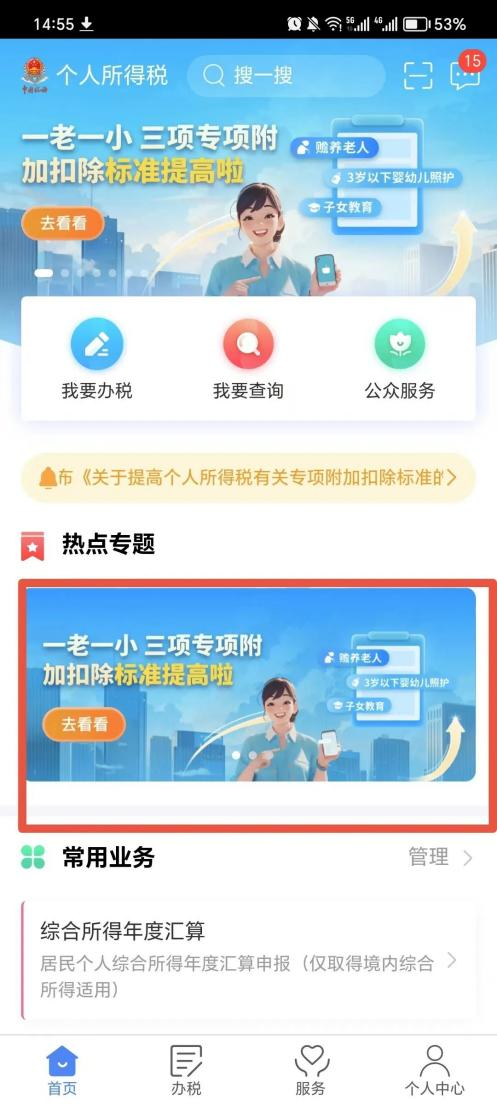 14:55
5G
4G
53%
中国税务
个人所得税
搜一搜
15
一老一小 三项专项附
加扣除标准提高啦
去看看
赡养老人
3岁以下婴幼儿照护
子女教育
我要办税
我要查询
公众服务
布《关于提高个人所得税有关专项附加扣除标准的
热点专题
一老一小 三项专项附
加扣除标准提高啦
去看看
赡养老人
3岁以下婴幼儿照护
子女教育
常用业务
管理
综合所得年度汇算
居民个人综合所得年度汇算申报（仅取得境内综合
所得适用）
首页
办税
服务
个人中心